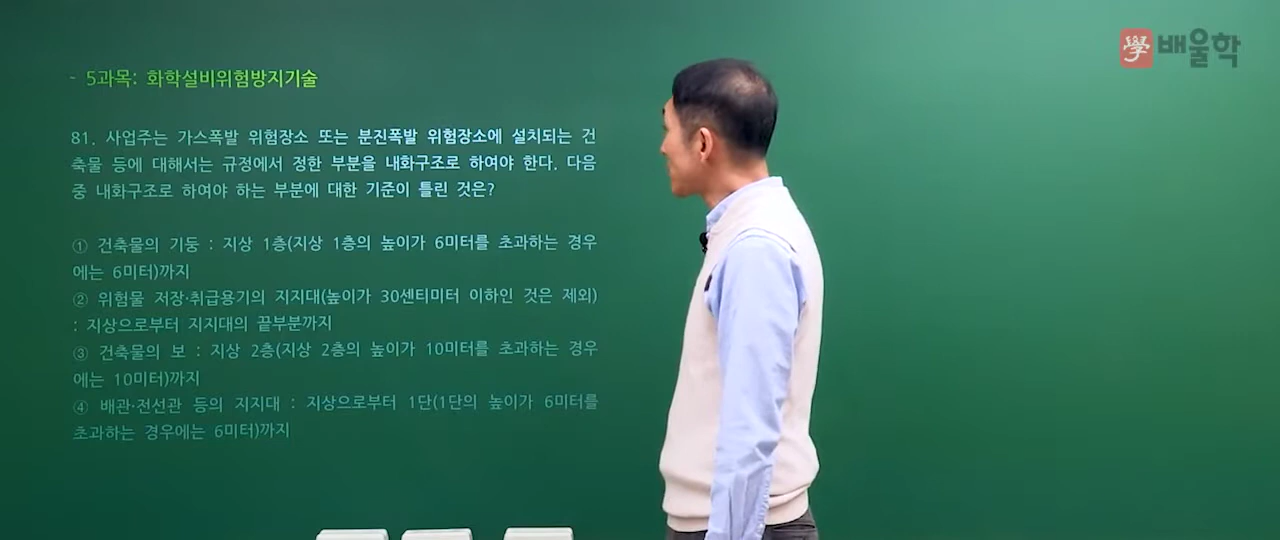 學 배울학
- 5과목: 화학설비위험방지기술
81. 사업주는 가스폭발 위험장소 또는 분진폭발 위험장소에 설치되는 건
축물 등에 대해서는 규정에서 정한 부분을 내화구조로 하여야 한다. 다음
중 내화구조로 하여야 하는 부분에 대한 기준이 틀린 것은?
① 건축물의 기둥 : 지상 1층(지상 1층의 높이가 6미터를 초과하는 경우
에는 6미터)까지
② 위험물 저장·취급용기의 지지대(높이가 30센티미터 이하인 것은 제외)
: 지상으로부터 지지대의 끝부분까지
③ 건축물의 보 : 지상 2층(지상 2층의 높이가 10미터를 초과하는 경우
에는 10미터)까지
④ 배관·전선관 등의 지지대 : 지상으로부터 1단(1단의 높이가 6미터를
초과하는 경우에는 6미터)까지